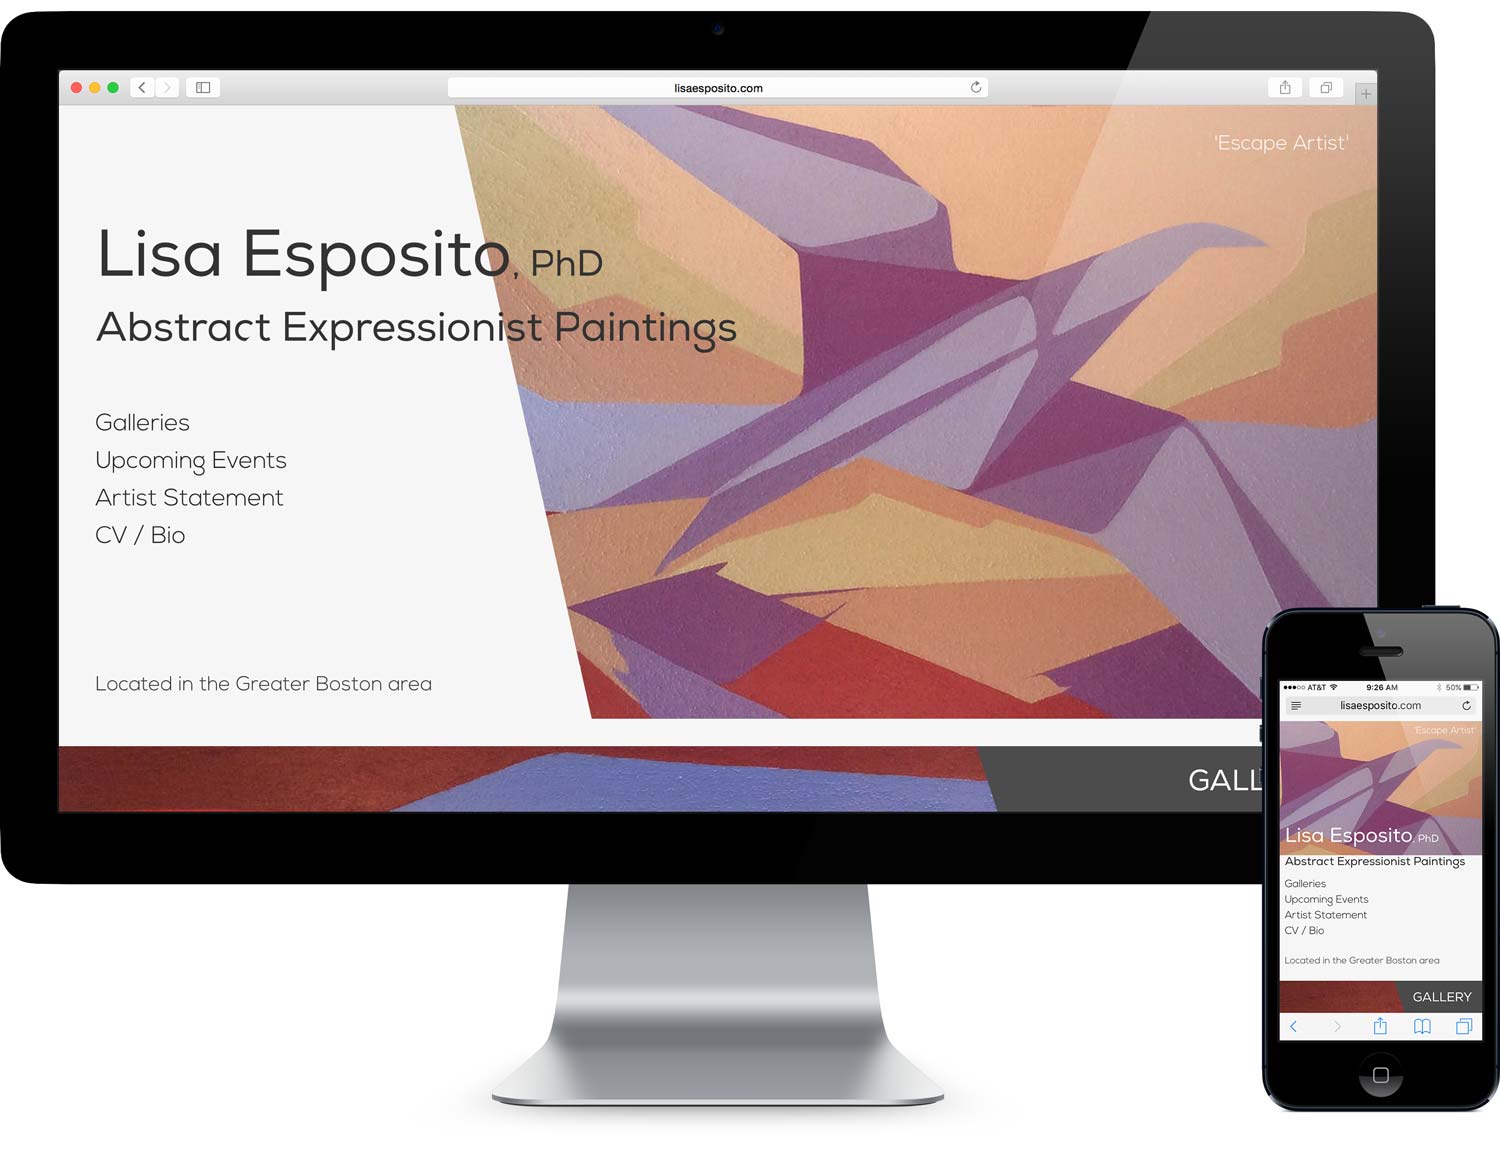 lisaesposito.com
'Escape Artist'
Lisa Esposito, PhD
Abstract Expressionist Paintings
Galleries
Upcoming Events
Artist Statement
CV / Bio
Located in the Greater Boston area
GALL
AT&T 9:26 AM 50%
lisaesposito.com
'Escape Artist'
Lisa Esposito, PhD
Abstract Expressionist Paintings
Galleries
Upcoming Events
Artist Statement
CV / Bio
Located in the Greater Boston area
GALLERY